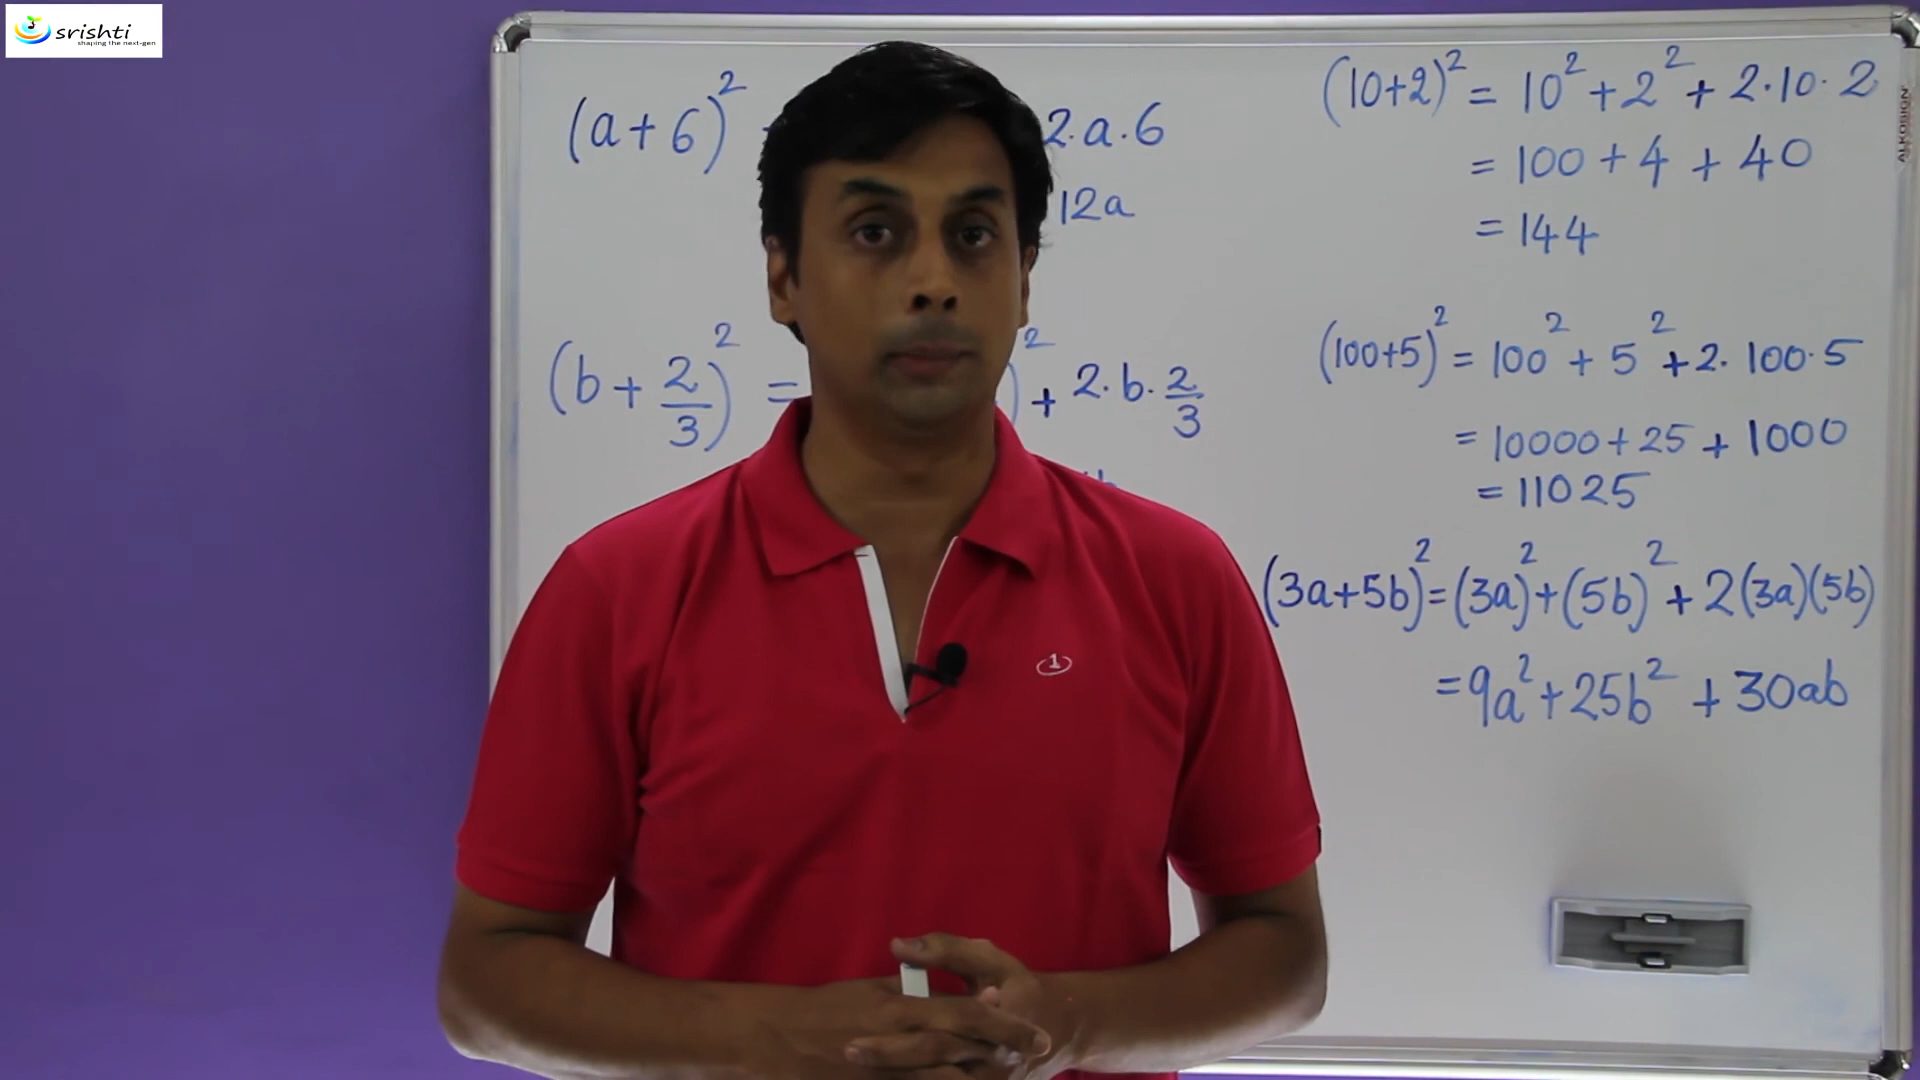 srishti
shaping the next-gen
(a+6)² 2.a.6
12a
(b + 2/3)² = )² + 2.b.2/3
(10+2)² = 10² + 2² + 2.10.2
= 100 + 4 + 40
= 144
(100+5)² = 100² + 5² + 2.100.5
= 10000 + 25 + 1000
= 11025
(3a+5b)² = (3a)² + (5b)² + 2(3a)(5b)
= 9a² + 25b² + 30ab
ALKOSIGN
1